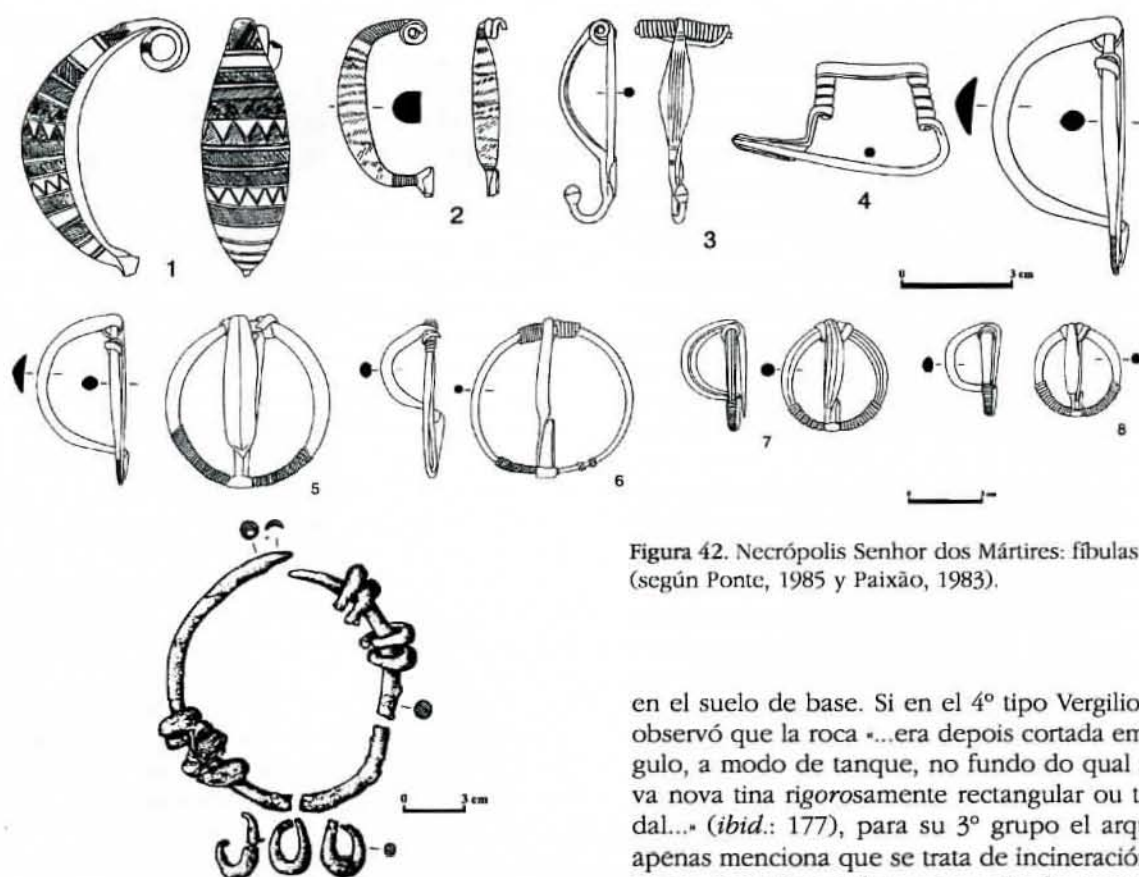 1
2
3
4
0 3 cm
5
6
7
8
0 3 cm
Figura 42. Necrópolis Senhor dos Mártires: fíbulas
(según Ponte, 1985 y Paixão, 1983).
0 3 cm
en el suelo de base. Si en el 4º tipo Vergilio
observó que la roca «...era depois cortada em
gulo, a modo de tanque, no fundo do qual
va nova tina rigorosamente rectangular ou t
dal...» (ibid.: 177), para su 3º grupo el arq
apenas menciona que se trata de incineració